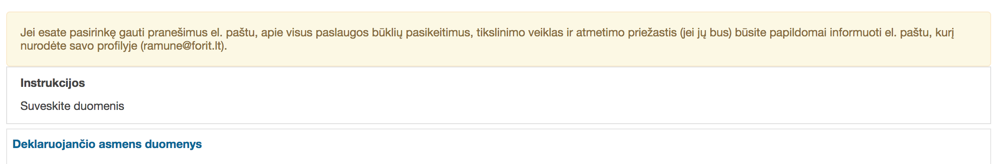 Jei esate pasirinkę gauti pranešimus el. paštu, apie visus paslaugos būklių pasikeitimus, tikslinimo veiklas ir atmetimo priežastis (jei jų bus) būsite papildomai informuoti el. paštu, kurį
nurodėte savo profilyje (ramune@forit.lt).
Instrukcijos
Suveskite duomenis
Deklaruojančio asmens duomenys